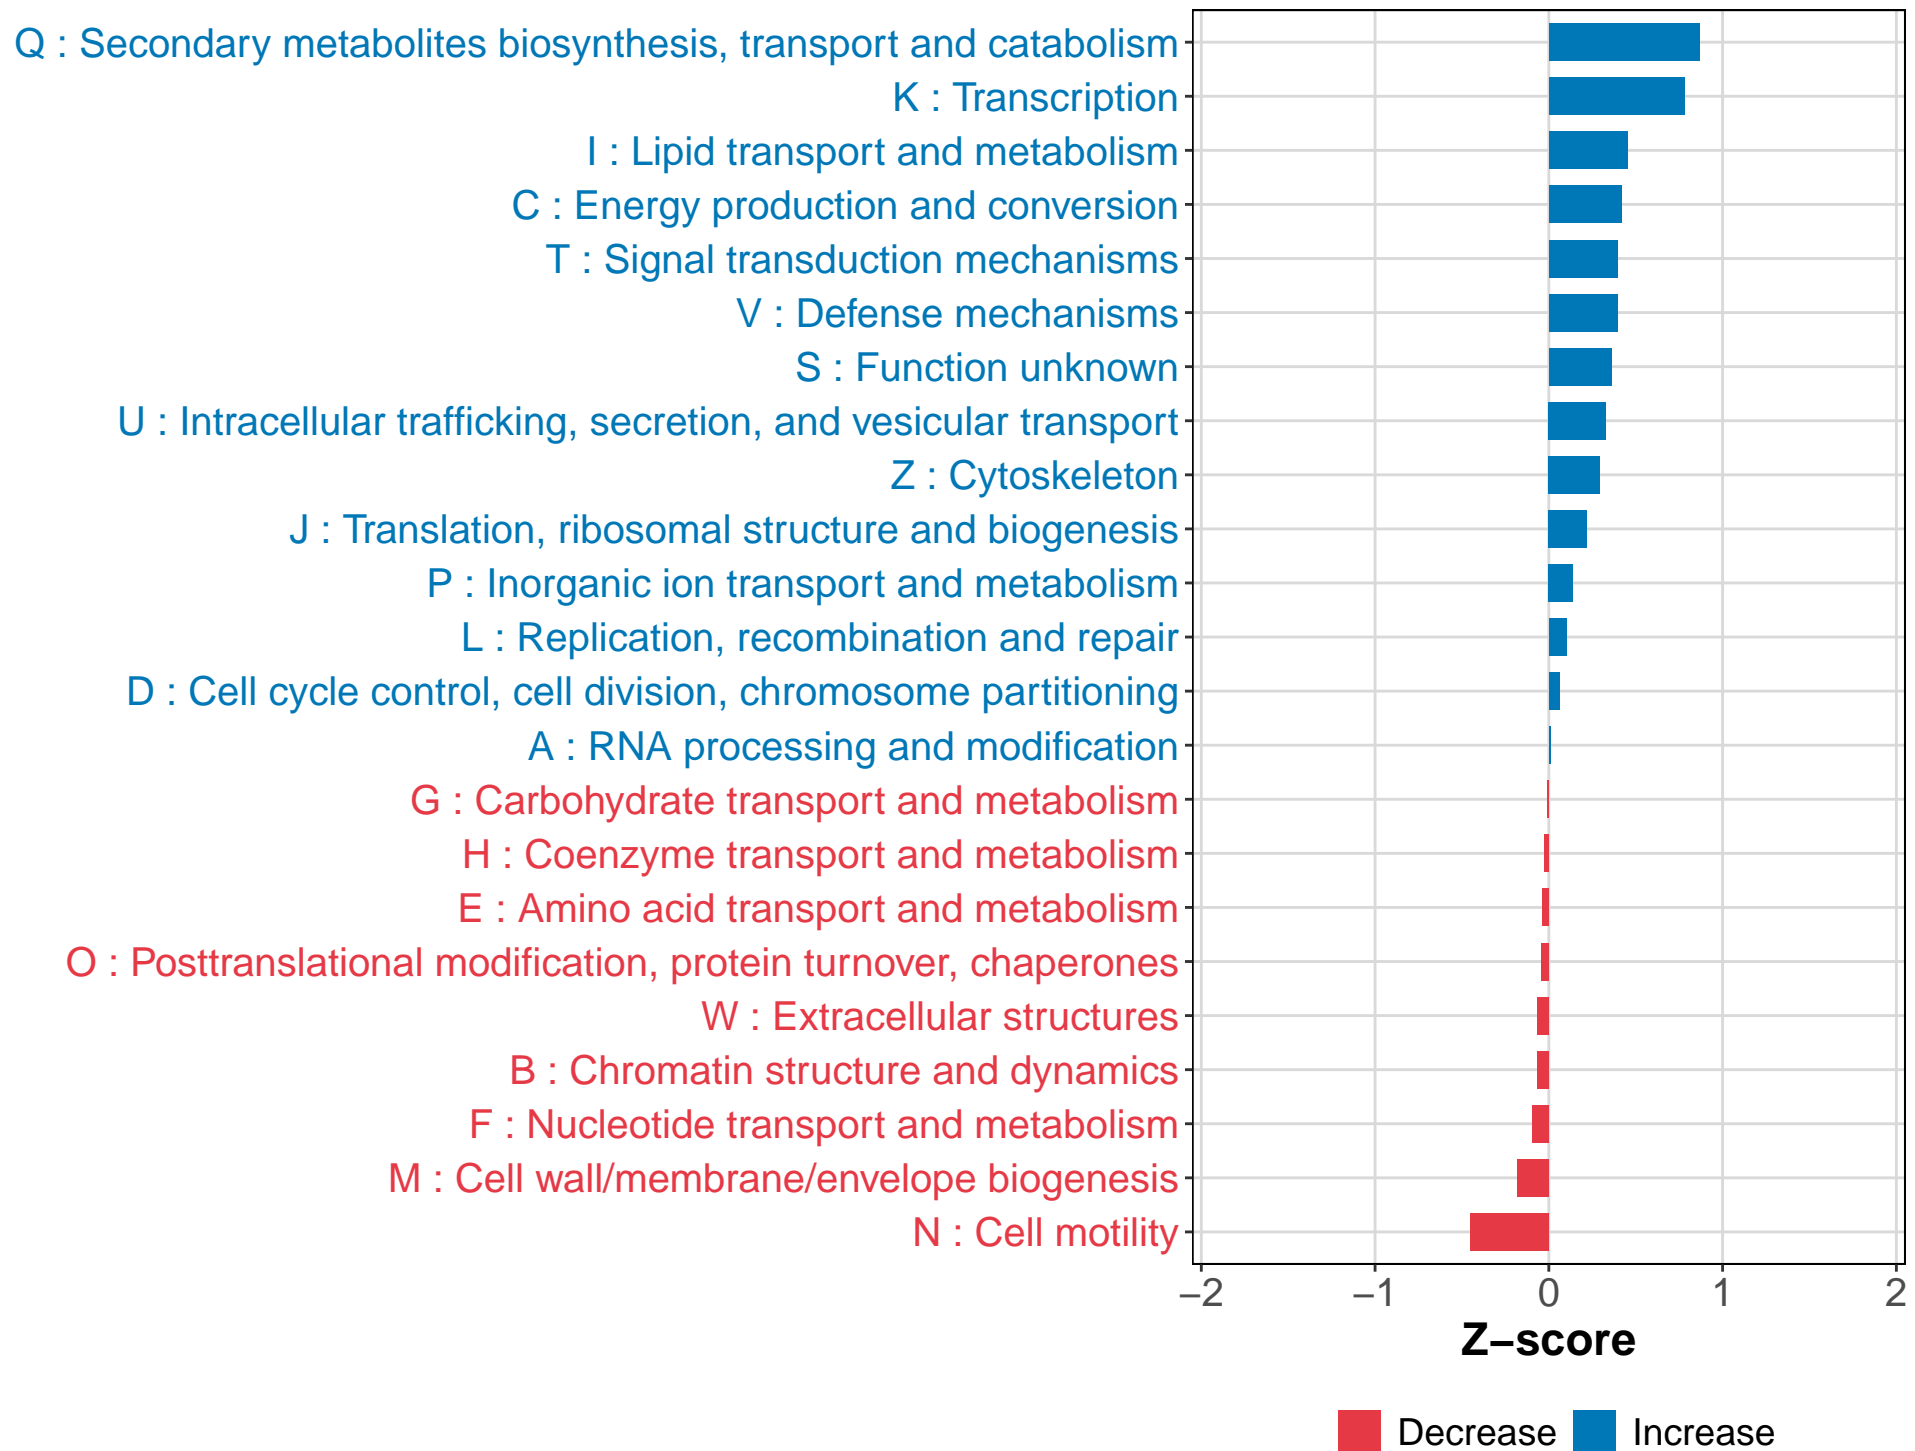 Q : Secondary metabolites biosynthesis, transport and catabolism
K : Transcription
I : Lipid transport and metabolism
C : Energy production and conversion
T : Signal transduction mechanisms
V : Defense mechanisms
S : Function unknown
U : Intracellular trafficking, secretion, and vesicular transport
Z : Cytoskeleton
J : Translation, ribosomal structure and biogenesis
P : Inorganic ion transport and metabolism
L : Replication, recombination and repair
D : Cell cycle control, cell division, chromosome partitioning
A : RNA processing and modification
G : Carbohydrate transport and metabolism
H : Coenzyme transport and metabolism
E : Amino acid transport and metabolism
O : Posttranslational modification, protein turnover, chaperones
W : Extracellular structures
B : Chromatin structure and dynamics
F : Nucleotide transport and metabolism
M : Cell wall/membrane/envelope biogenesis
N : Cell motility
−2 −1 0 1 2
Z−score
Decrease Increase